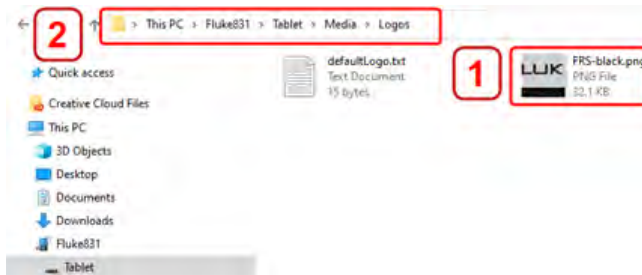 2
This PC > Fluke831 > Tablet > Media > Logos
defaultLogo.txt
Text Document
15 bytes
1
LUK
FRS-black.png
PNG File
32.1 KB
Quick access
Creative Cloud Files
This PC
3D Objects
Desktop
Documents
Downloads
Fluke831
Tablet